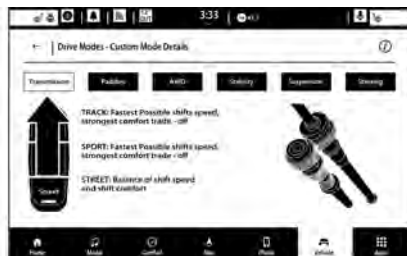 3:33
← Drive Modes - Custom Mode Details
Transmission Paddles AWD Stability Suspension Steering
TRACK: Fastest Possible shifts speed,
strongest comfort trade - off
SPORT: Fastest Possible shifts speed,
strongest comfort trade - off
STREET: Balance of shift speed
and shift comfort
Sound
Home Media Comfort Nav Phone Vehicle Apps